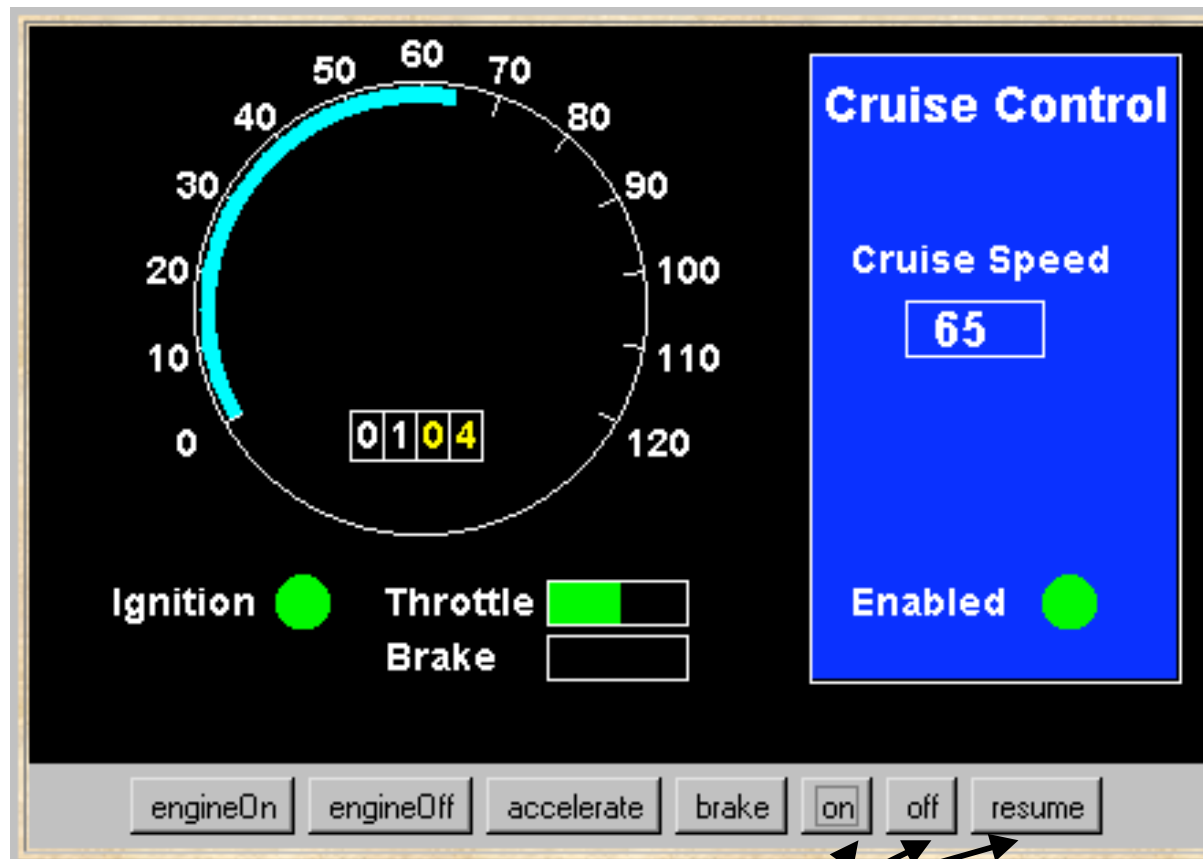 60
50 70
40 80
30 90
20 100
10 110
0 120
0104
Ignition Throttle
Brake
Cruise Control
Cruise Speed
65
Enabled
engineOn engineOff accelerate brake on off resume